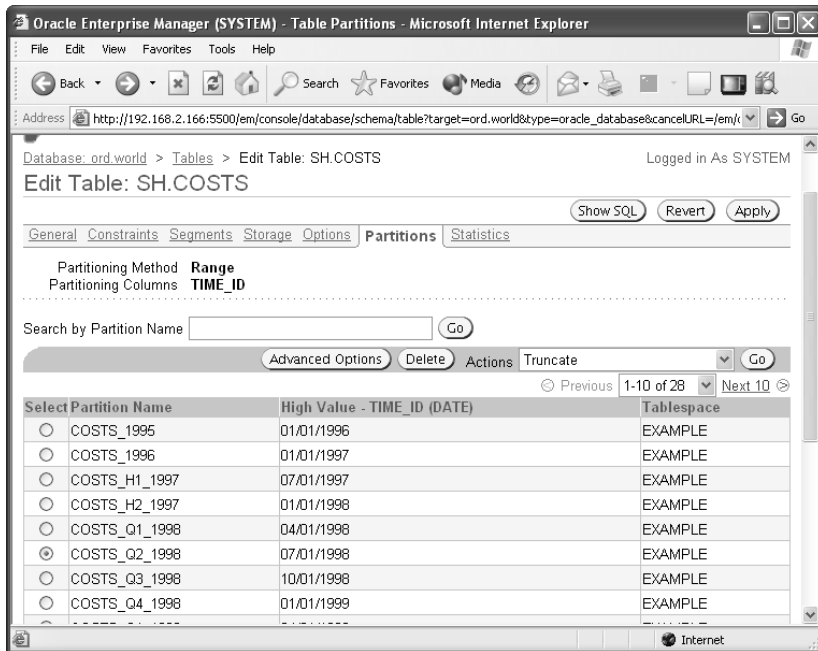 Oracle Enterprise Manager (SYSTEM) - Table Partitions - Microsoft Internet Explorer
File Edit View Favorites Tools Help
Back Search Favorites Media
Address http://192.168.2.166:5500/em/console/database/schema/table?target=ord.world&type=oracle_database&cancelURL=/em/c Go
Database: ord.world > Tables > Edit Table: SH.COSTS Logged in As SYSTEM
Edit Table: SH.COSTS
Show SQL Revert Apply
General Constraints Segments Storage Options Partitions Statistics
Partitioning Method Range
Partitioning Columns TIME_ID
Search by Partition Name Go
Advanced Options Delete Actions Truncate Go
Previous 1-10 of 28 Next 10
Select Partition Name High Value - TIME_ID (DATE) Tablespace
COSTS_1995 01/01/1996 EXAMPLE
COSTS_1996 01/01/1997 EXAMPLE
COSTS_H1_1997 07/01/1997 EXAMPLE
COSTS_H2_1997 01/01/1998 EXAMPLE
COSTS_Q1_1998 04/01/1998 EXAMPLE
COSTS_Q2_1998 07/01/1998 EXAMPLE
COSTS_Q3_1998 10/01/1998 EXAMPLE
COSTS_Q4_1998 01/01/1999 EXAMPLE
Internet